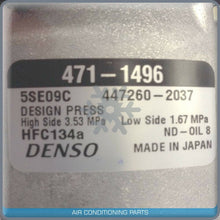 471-1496
5SE09C 447260-2037
DESIGN PRESS
High Side 3.53 MPa Low Side 1.67 MPa
HFC134a ND-OIL 8
DENSO MADE IN JAPAN
AIR CONDITIONING PARTS